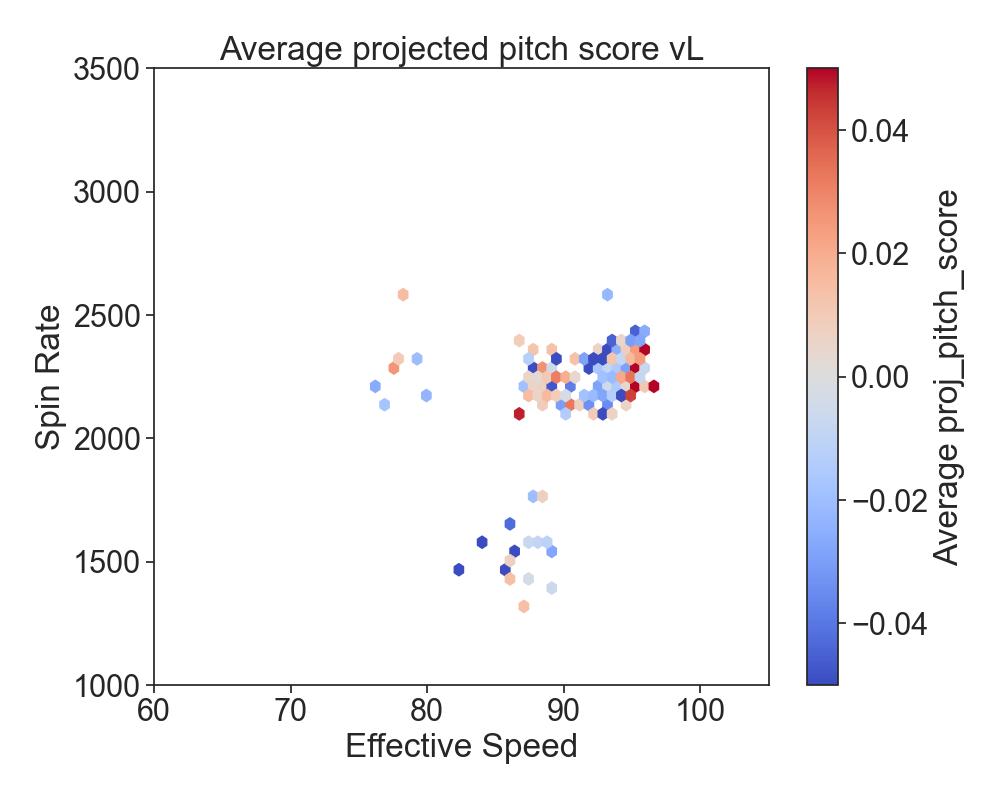 Average projected pitch score vL
3500
3000
2500
2000
1500
1000
Spin Rate
60 70 80 90 100
Effective Speed
0.04
0.02
0.00
−0.02
−0.04
Average proj_pitch_score